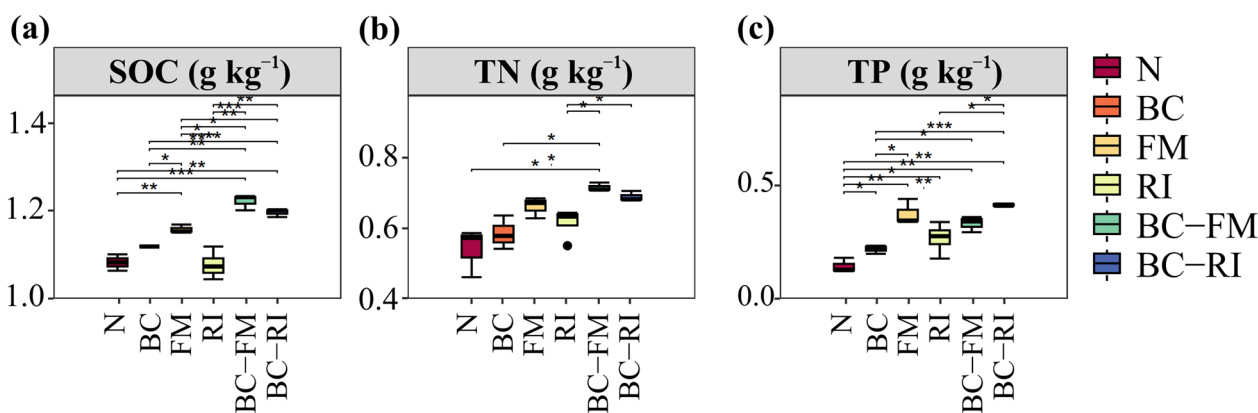 (a)
SOC (g kg⁻¹)
1.4
1.2
1.0
N
BC
FM
RI
BC−FM
BC−RI
(b)
TN (g kg⁻¹)
0.8
0.6
0.4
N
BC
FM
RI
BC−FM
BC−RI
(c)
TP (g kg⁻¹)
0.5
0.0
N
BC
FM
RI
BC−FM
BC−RI
N
BC
FM
RI
BC−FM
BC−RI